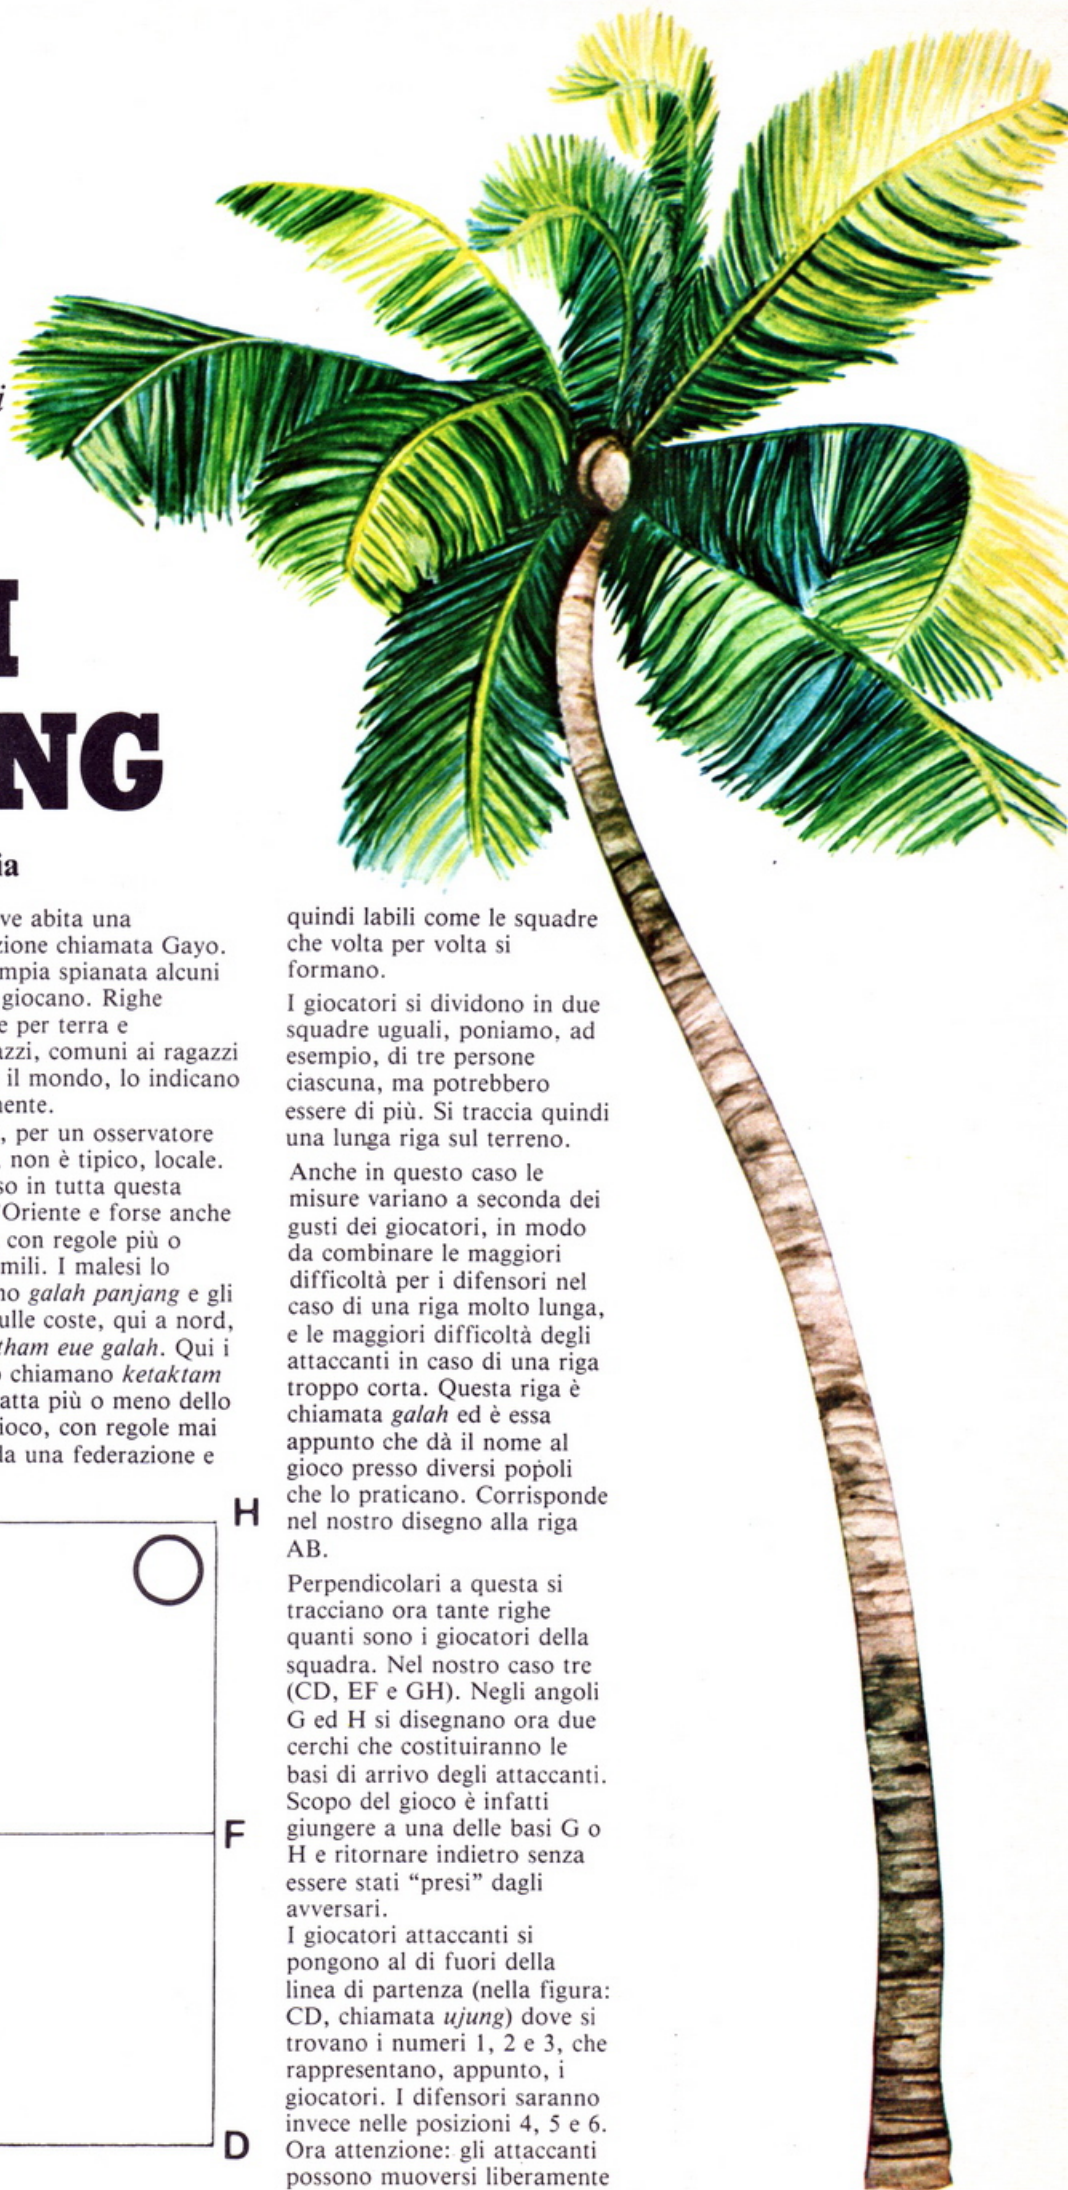 i
I
NG
ia
ve abita una
zione chiamata Gayo.
mpia spianata alcuni
giocano. Righe
e per terra e
azzi, comuni ai ragazzi
il mondo, lo indicano
nente.
, per un osservatore
non è tipico, locale.
so in tutta questa
'Oriente e forse anche
con regole più o
mili. I malesi lo
no galah panjang e gli
ulle coste, qui a nord,
tham eue galah. Qui i
o chiamano ketaktam
atta più o meno dello
ioco, con regole mai
la una federazione e
quindi labili come le squadre
che volta per volta si
formano.
I giocatori si dividono in due
squadre uguali, poniamo, ad
esempio, di tre persone
ciascuna, ma potrebbero
essere di più. Si traccia quindi
una lunga riga sul terreno.
Anche in questo caso le
misure variano a seconda dei
gusti dei giocatori, in modo
da combinare le maggiori
difficoltà per i difensori nel
caso di una riga molto lunga,
e le maggiori difficoltà degli
attaccanti in caso di una riga
troppo corta. Questa riga è
chiamata galah ed è essa
appunto che dà il nome al
gioco presso diversi popoli
che lo praticano. Corrisponde
nel nostro disegno alla riga
AB.
Perpendicolari a questa si
tracciano ora tante righe
quanti sono i giocatori della
squadra. Nel nostro caso tre
(CD, EF e GH). Negli angoli
G ed H si disegnano ora due
cerchi che costituiranno le
basi di arrivo degli attaccanti.
Scopo del gioco è infatti
giungere a una delle basi G o
H e ritornare indietro senza
essere stati “presi” dagli
avversari.
I giocatori attaccanti si
pongono al di fuori della
linea di partenza (nella figura:
CD, chiamata ujung) dove si
trovano i numeri 1, 2 e 3, che
rappresentano, appunto, i
giocatori. I difensori saranno
invece nelle posizioni 4, 5 e 6.
Ora attenzione: gli attaccanti
possono muoversi liberamente
H
F
D